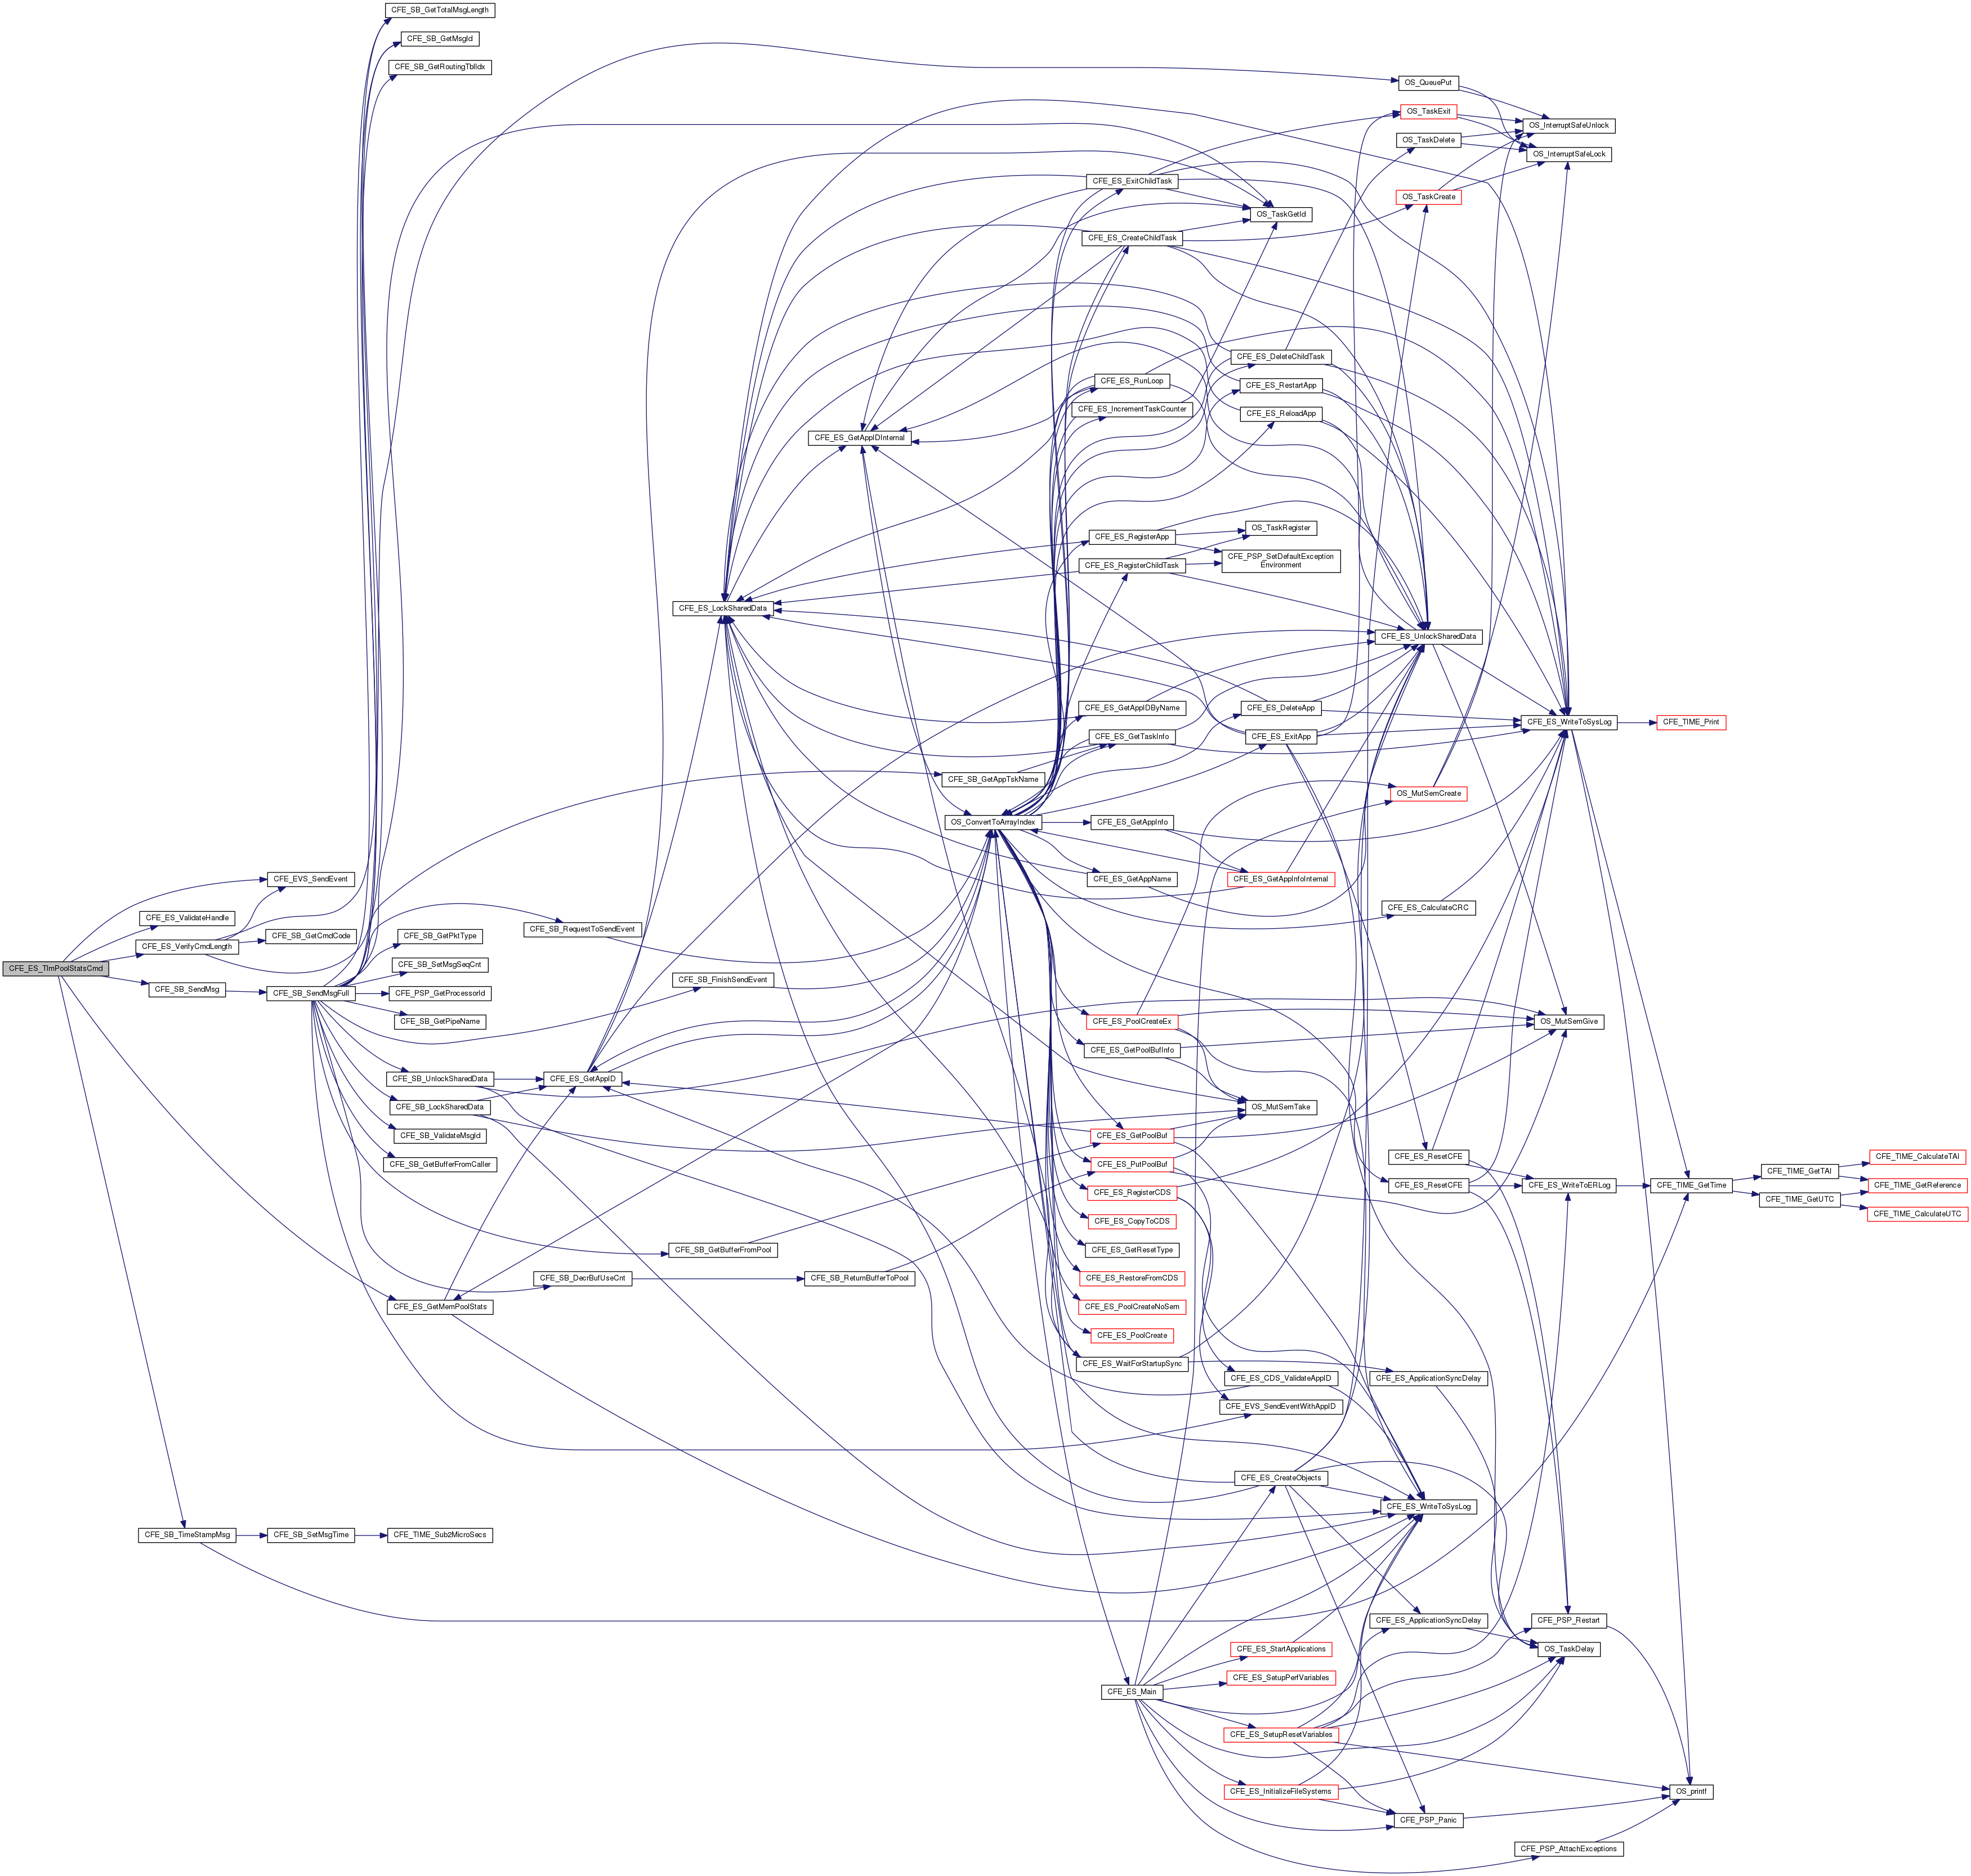 CFE_SB_GetTotalMsgLength
CFE_SB_GetMsgId
CFE_SB_GetRoutingTblIdx
OS_QueuePut
OS_TaskExit
OS_InterruptSafeUnlock
OS_TaskDelete
OS_InterruptSafeLock
CFE_ES_ExitChildTask
OS_TaskCreate
OS_TaskGetId
CFE_ES_CreateChildTask
CFE_ES_DeleteChildTask
CFE_ES_RunLoop
CFE_ES_RestartApp
CFE_ES_IncrementTaskCounter
CFE_ES_ReloadApp
CFE_ES_GetAppIDInternal
OS_TaskRegister
CFE_ES_RegisterApp
CFE_PSP_SetDefaultException
Environment
CFE_ES_RegisterChildTask
CFE_ES_LockSharedData
CFE_ES_UnlockSharedData
CFE_ES_GetAppIDByName
CFE_ES_DeleteApp
CFE_ES_WriteToSysLog
CFE_TIME_Print
CFE_ES_GetTaskInfo
CFE_ES_ExitApp
CFE_SB_GetAppTskName
OS_MutSemCreate
OS_ConvertToArrayIndex
CFE_ES_GetAppInfo
CFE_EVS_SendEvent
CFE_ES_GetAppName
CFE_ES_GetAppInfoInternal
CFE_ES_CalculateCRC
CFE_ES_ValidateHandle
CFE_SB_GetCmdCode
CFE_SB_GetPktType
CFE_SB_RequestToSendEvent
CFE_ES_VerifyCmdLength
CFE_ES_TlmPoolStatsCmd
CFE_SB_SetMsgSeqCnt
CFE_SB_FinishSendEvent
CFE_SB_SendMsg
CFE_SB_SendMsgFull
CFE_PSP_GetProcessorId
CFE_SB_GetPipeName
CFE_ES_PoolCreateEx
OS_MutSemGive
CFE_ES_GetPoolBufInfo
CFE_SB_UnlockSharedData
CFE_ES_GetAppID
CFE_SB_LockSharedData
OS_MutSemTake
CFE_SB_ValidateMsgId
CFE_ES_GetPoolBuf
CFE_ES_ResetCFE
CFE_TIME_CalculateTAI
CFE_SB_GetBufferFromCaller
CFE_ES_PutPoolBuf
CFE_TIME_GetTAI
CFE_ES_RegisterCDS
CFE_ES_ResetCFE
CFE_ES_WriteToERLog
CFE_TIME_GetTime
CFE_TIME_GetReference
CFE_TIME_GetUTC
CFE_ES_CopyToCDS
CFE_TIME_CalculateUTC
CFE_SB_GetBufferFromPool
CFE_ES_GetResetType
CFE_SB_DecrBufUseCnt
CFE_SB_ReturnBufferToPool
CFE_ES_RestoreFromCDS
CFE_ES_GetMemPoolStats
CFE_ES_PoolCreateNoSem
CFE_ES_PoolCreate
CFE_ES_WaitForStartupSync
CFE_ES_CDS_ValidateAppID
CFE_ES_ApplicationSyncDelay
CFE_EVS_SendEventWithAppID
CFE_ES_CreateObjects
CFE_ES_WriteToSysLog
CFE_SB_TimeStampMsg
CFE_SB_SetMsgTime
CFE_TIME_Sub2MicroSecs
CFE_ES_ApplicationSyncDelay
CFE_PSP_Restart
CFE_ES_StartApplications
OS_TaskDelay
CFE_ES_SetupPerfVariables
CFE_ES_Main
CFE_ES_SetupResetVariables
CFE_ES_InitializeFileSystems
OS_printf
CFE_PSP_Panic
CFE_PSP_AttachExceptions